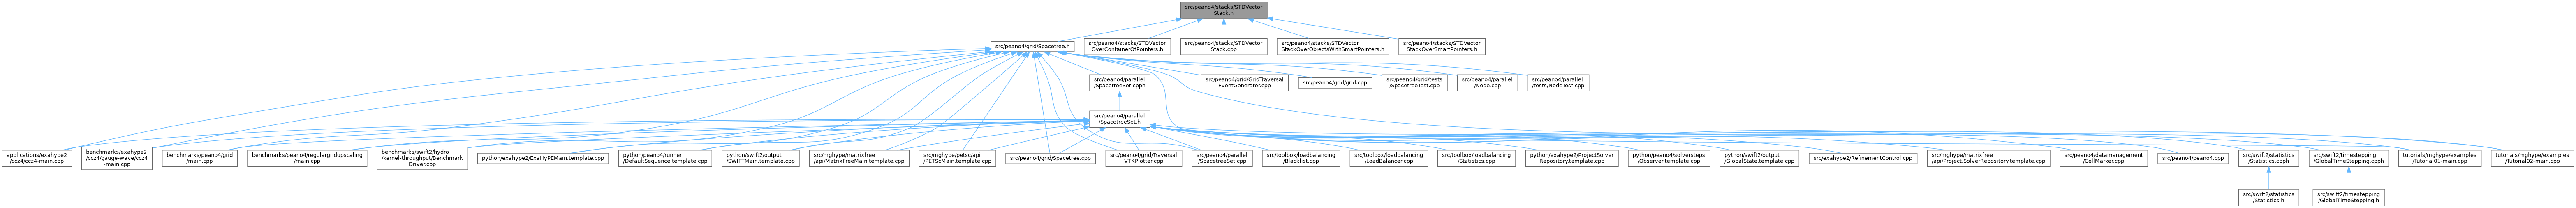 src/peano4/stacks/STDVector
Stack.h
src/peano4/grid/Spacetree.h
src/peano4/stacks/STDVector
OverContainerOfPointers.h
src/peano4/stacks/STDVector
Stack.cpp
src/peano4/stacks/STDVector
StackOverObjectsWithSmartPointers.h
src/peano4/stacks/STDVector
StackOverSmartPointers.h
src/peano4/parallel
/SpacetreeSet.cpph
src/peano4/grid/GridTraversal
EventGenerator.cpp
src/peano4/grid/grid.cpp
src/peano4/grid/tests
/SpacetreeTest.cpp
src/peano4/parallel
/Node.cpp
src/peano4/parallel
/tests/NodeTest.cpp
src/peano4/parallel
/SpacetreeSet.h
applications/exahype2
/ccz4/ccz4-main.cpp
benchmarks/exahype2
/ccz4/gauge-wave/ccz4
-main.cpp
benchmarks/peano4/grid
/main.cpp
benchmarks/peano4/regulargridupscaling
/main.cpp
benchmarks/swift2/hydro
/kernel-throughput/Benchmark
Driver.cpp
python/exahype2/ExaHyPEMain.template.cpp
python/peano4/runner
/DefaultSequence.template.cpp
python/swift2/output
/SWIFTMain.template.cpp
src/mghype/matrixfree
/api/MatrixFreeMain.template.cpp
src/mghype/petsc/api
/PETScMain.template.cpp
src/peano4/grid/Spacetree.cpp
src/peano4/grid/Traversal
VTKPlotter.cpp
src/peano4/parallel
/SpacetreeSet.cpp
src/toolbox/loadbalancing
/Blacklist.cpp
src/toolbox/loadbalancing
/LoadBalancer.cpp
src/toolbox/loadbalancing
/Statistics.cpp
python/exahype2/ProjectSolver
Repository.template.cpp
python/peano4/solversteps
/Observer.template.cpp
python/swift2/output
/GlobalState.template.cpp
src/exahype2/RefinementControl.cpp
src/mghype/matrixfree
/api/Project.SolverRepository.template.cpp
src/peano4/datamanagement
/CellMarker.cpp
src/peano4/peano4.cpp
src/swift2/statistics
/Statistics.cpph
src/swift2/timestepping
/GlobalTimeStepping.cpph
tutorials/mghype/examples
/Tutorial01-main.cpp
tutorials/mghype/examples
/Tutorial02-main.cpp
src/swift2/statistics
/Statistics.h
src/swift2/timestepping
/GlobalTimeStepping.h